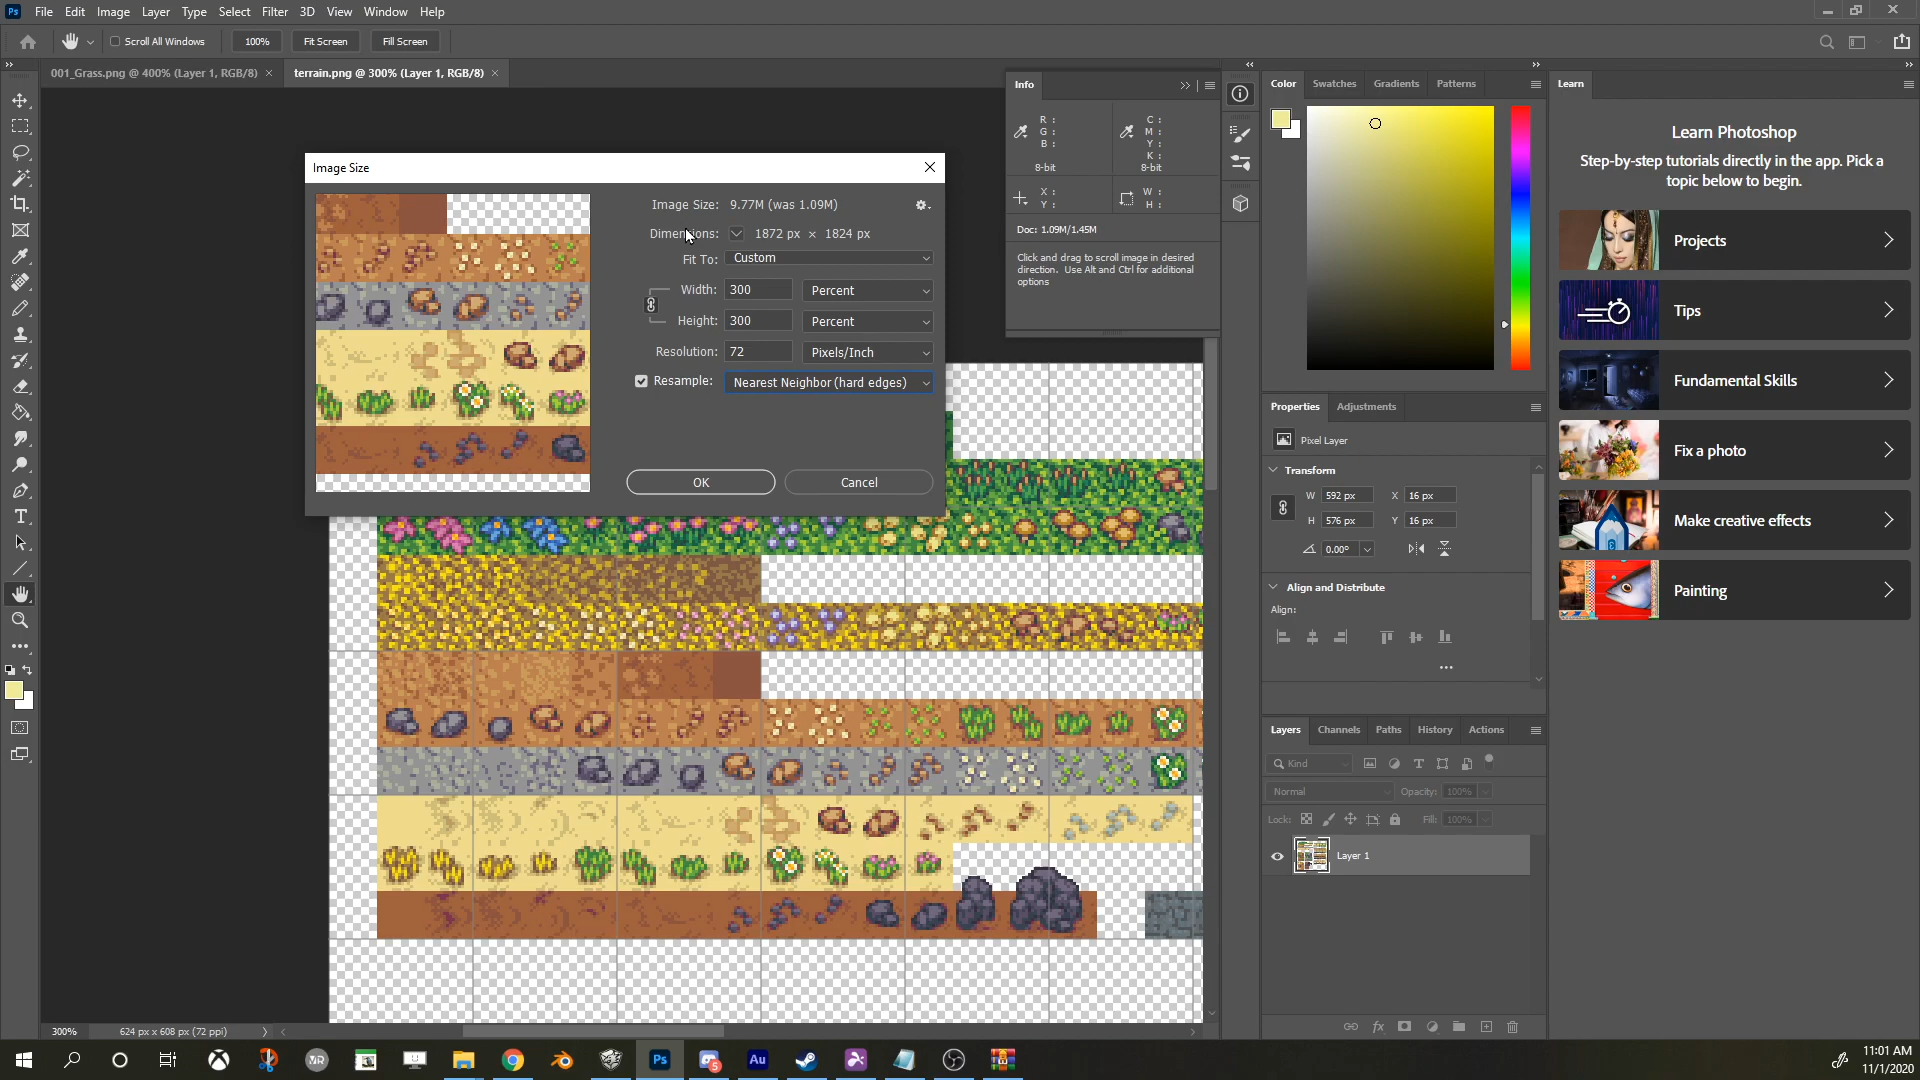 Ps File Edit Image Layer Type Select Filter 3D View Window Help
Scroll All Windows 100% Fit Screen Fill Screen
001_Grass.png @ 400% (Layer 1, RGB/8) × terrain.png @ 300% (Layer 1, RGB/8) ×
Image Size
Image Size: 9.77M (was 1.09M)
Dimensions: 1872 px × 1824 px
Fit To: Custom
Width: 300 Percent
Height: 300 Percent
Resolution: 72 Pixels/Inch
Resample: Nearest Neighbor (hard edges)
OK Cancel
Info
R :
G :
B :
8-bit
C :
M :
Y :
K :
8-bit
X :
Y :
W :
H :
Doc: 1.09M/1.45M
Click and drag to scroll image in desired
direction. Use Alt and Ctrl for additional
options
Color Swatches Gradients Patterns
Properties Adjustments
Pixel Layer
Transform
W 592 px X 16 px
H 576 px Y 16 px
0.00°
Align and Distribute
Align:
Layers Channels Paths History Actions
Kind
Normal Opacity: 100%
Lock: Fill: 100%
Layer 1
Learn
Learn Photoshop
Step-by-step tutorials directly in the app. Pick a
topic below to begin.
Projects
Tips
Fundamental Skills
Fix a photo
Make creative effects
Painting
300% 624 px x 608 px (72 ppi)
VR
Ps
5
Au
11:01 AM
11/1/2020